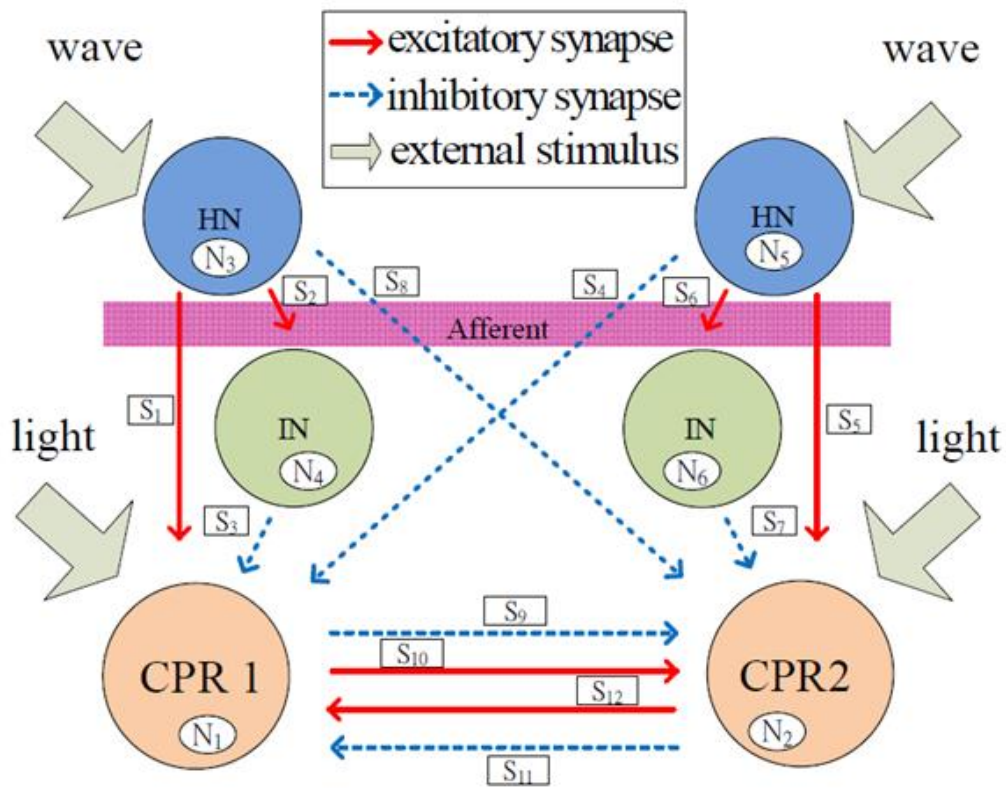 wave
excitatory synapse
inhibitory synapse
external stimulus
wave
HN
N₃
HN
N₅
S₂
S₈
S₄
S₆
Afferent
S₁
S₅
light
IN
N₄
IN
N₆
light
S₃
S₇
S₉
S₁₀
CPR 1
CPR2
S₁₂
N₁
N₂
S₁₁